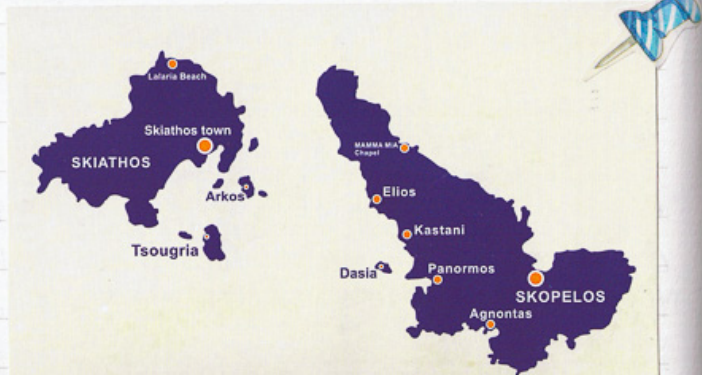 Lalaria Beach
Skiathos town
SKIATHOS
Arkos
Tsougria
MAMMA MIA
Chapel
Elios
Kastani
Dasia
Panormos
SKOPELOS
Agnontas